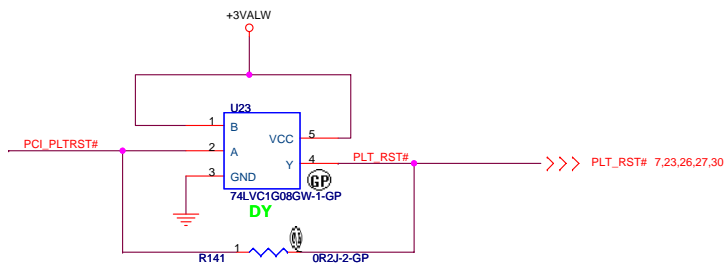 +3VALW
U23
1
B
VCC
5
PCI_PLTRST#
2
A
Y
4
PLT_RST#
PLT_RST# 7,23,26,27,30
3
GND
GP
74LVC1G08GW-1-GP
DY
R141
1
0R2J-2-GP